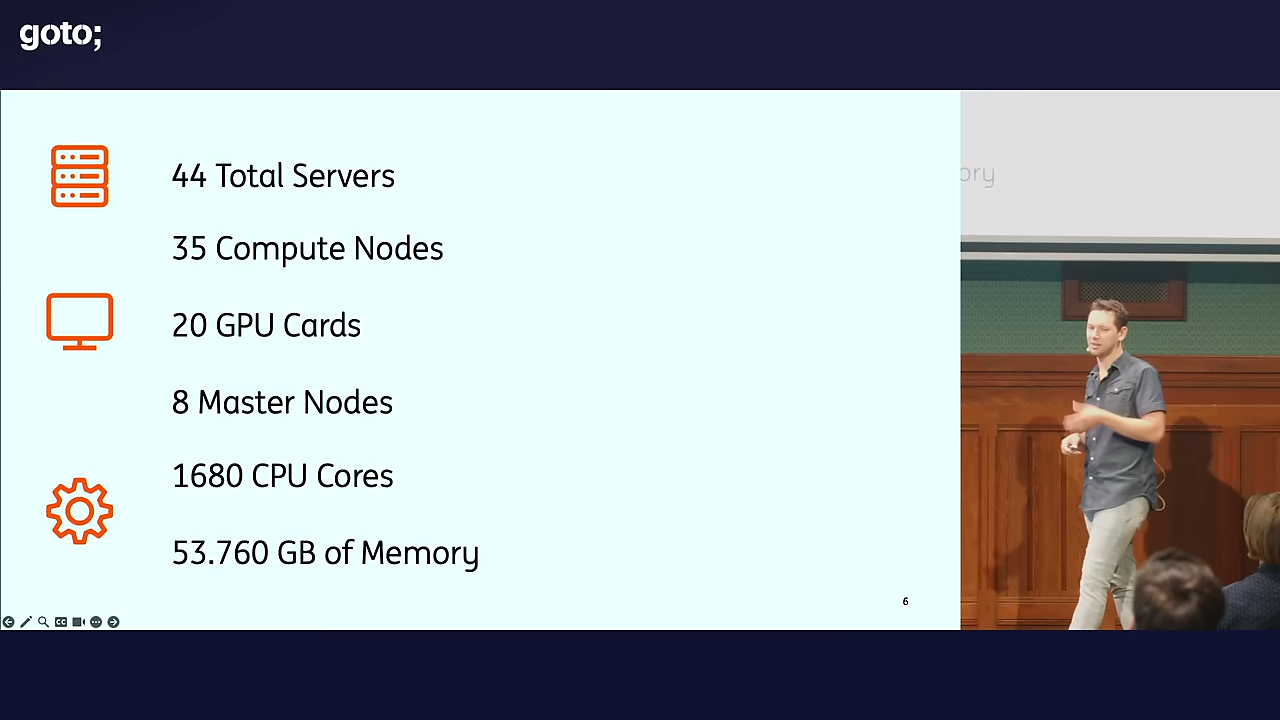 goto;
44 Total Servers
35 Compute Nodes
20 GPU Cards
8 Master Nodes
1680 CPU Cores
53.760 GB of Memory
6
ory